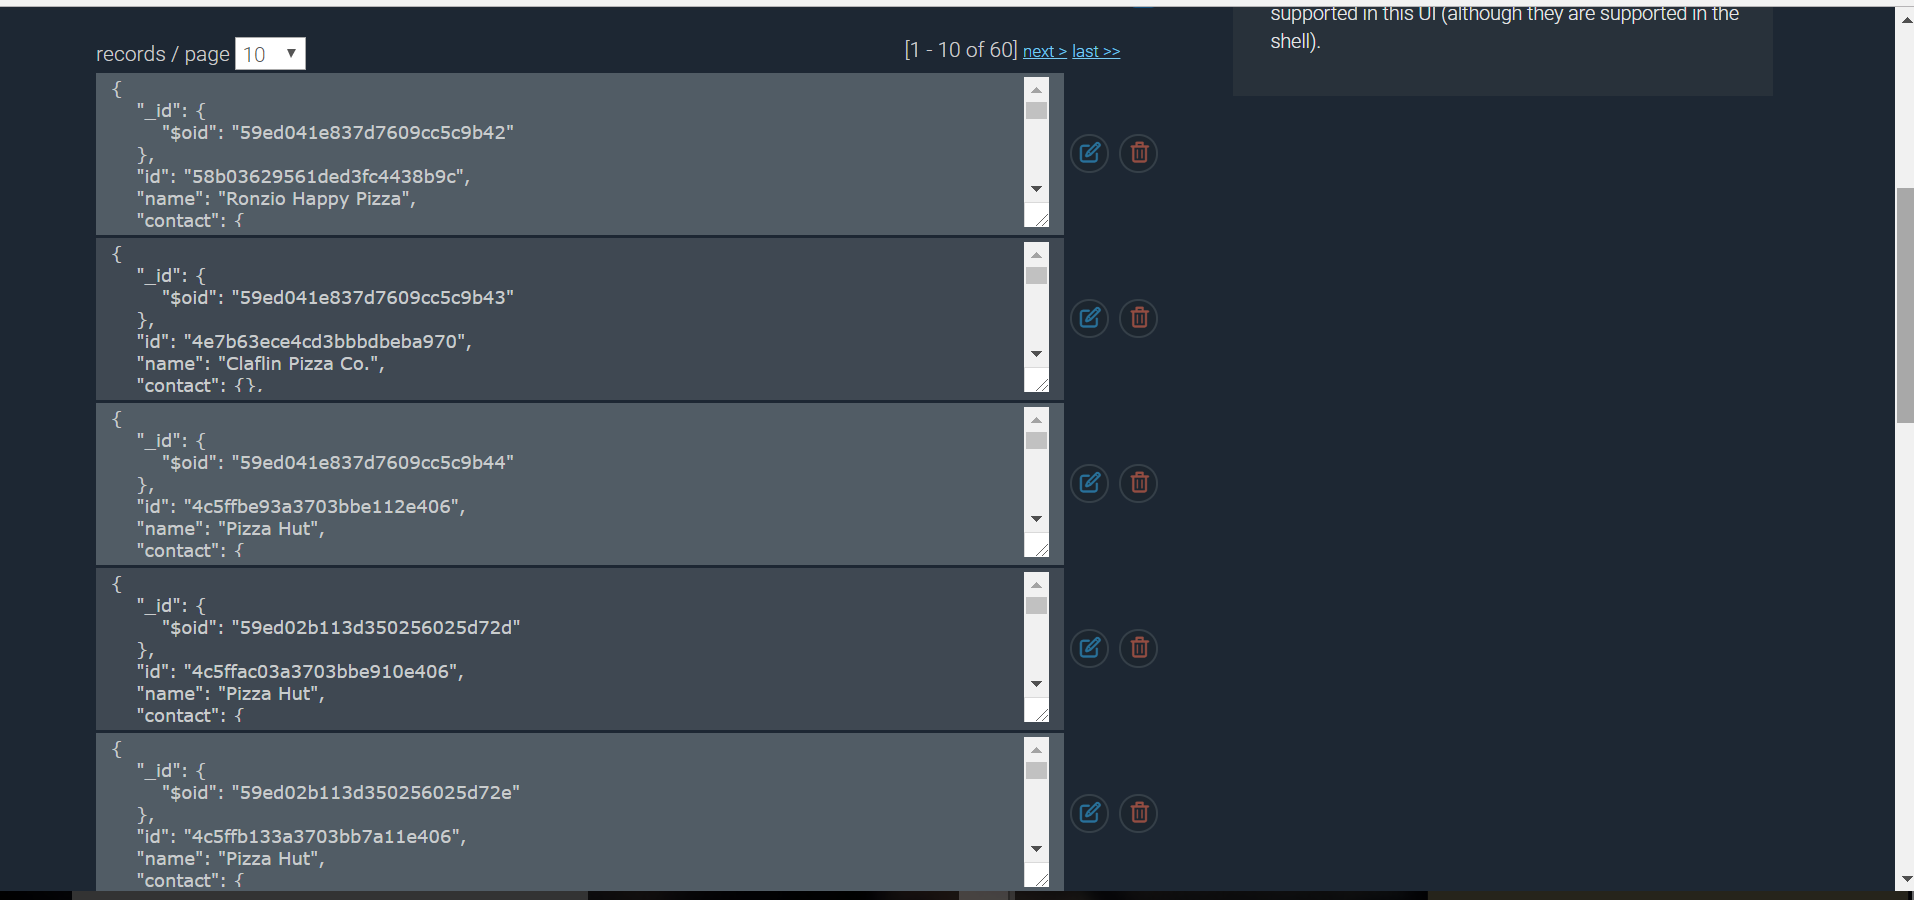 supported in this UI (although they are supported in the
shell).
records / page 10
[1 - 10 of 60] next > last >>
{
"_id": {
"$oid": "59ed041e837d7609cc5c9b42"
},
"id": "58b03629561ded3fc4438b9c",
"name": "Ronzio Happy Pizza",
"contact": {
{
"_id": {
"$oid": "59ed041e837d7609cc5c9b43"
},
"id": "4e7b63ece4cd3bbbdbeba970",
"name": "Claflin Pizza Co.",
"contact": {},
{
"_id": {
"$oid": "59ed041e837d7609cc5c9b44"
},
"id": "4c5ffbe93a3703bbe112e406",
"name": "Pizza Hut",
"contact": {
{
"_id": {
"$oid": "59ed02b113d350256025d72d"
},
"id": "4c5ffac03a3703bbe910e406",
"name": "Pizza Hut",
"contact": {
{
"_id": {
"$oid": "59ed02b113d350256025d72e"
},
"id": "4c5ffb133a3703bb7a11e406",
"name": "Pizza Hut",
"contact": {